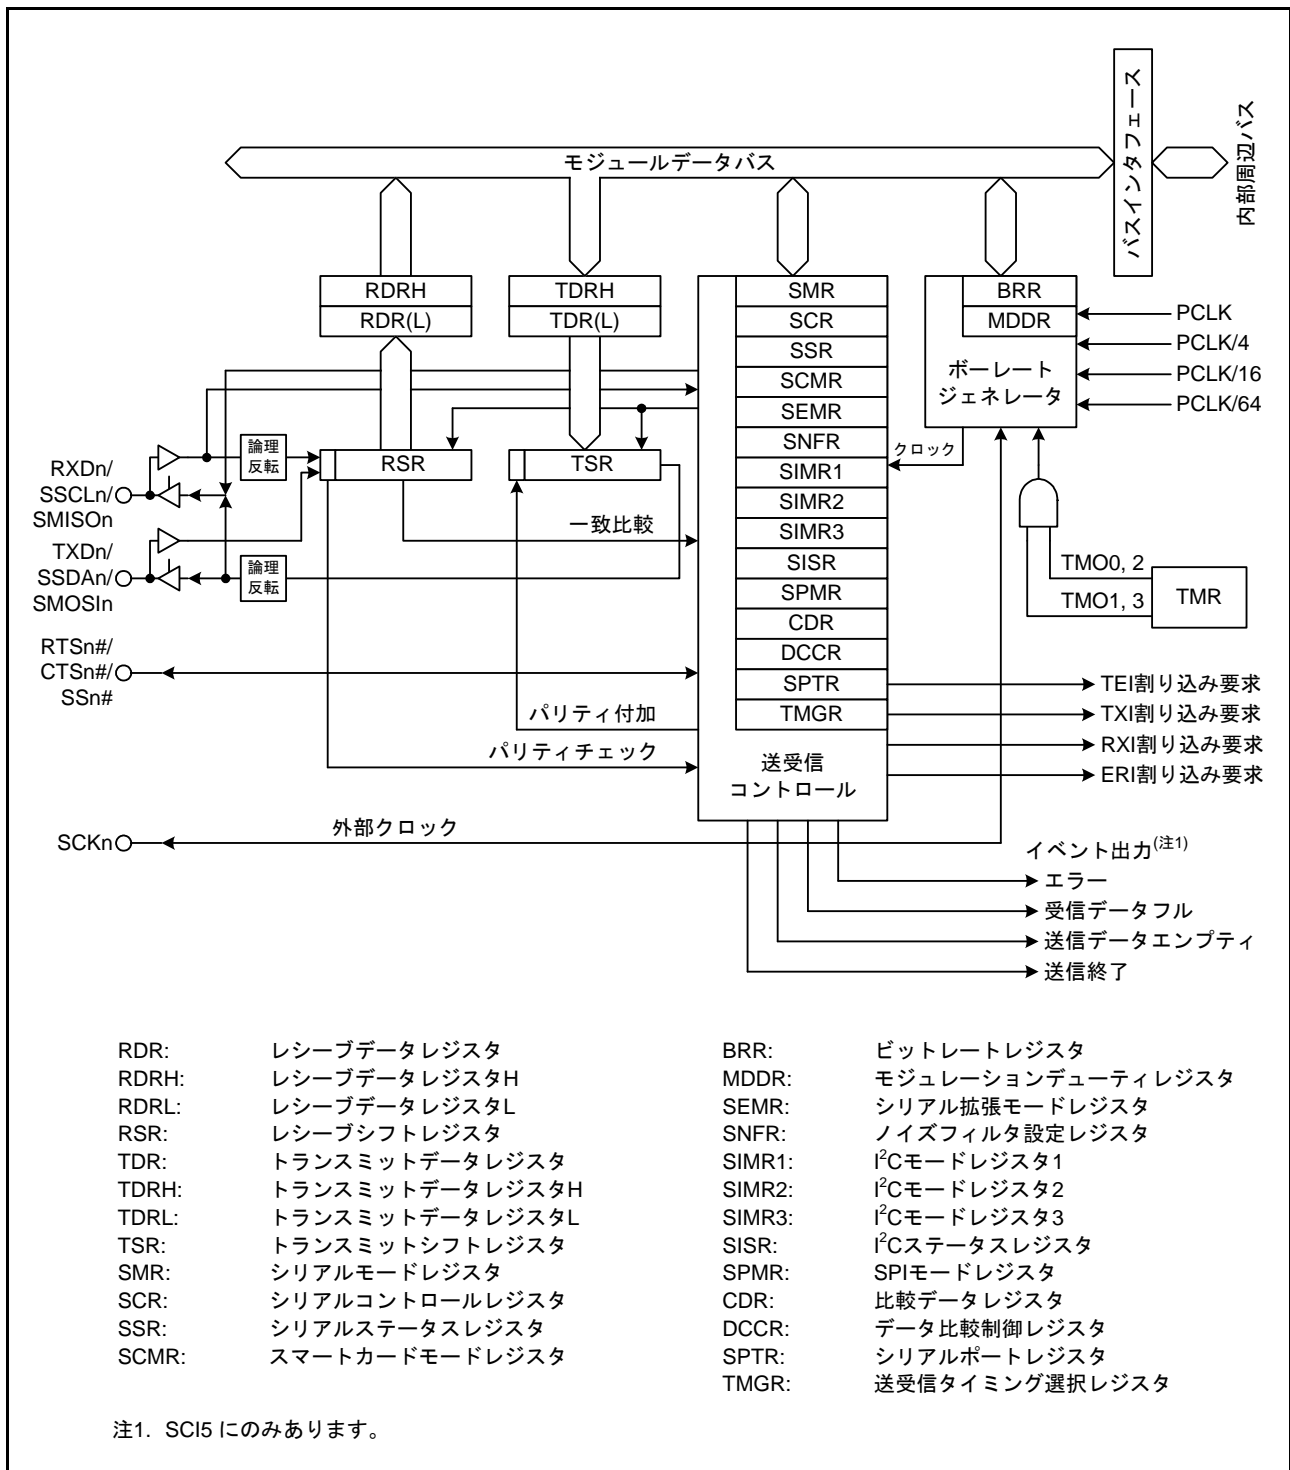 バスインタフェース
内部周辺バス
モジュールデータバス
RDRH
RDR(L)
TDRH
TDR(L)
SMR
SCR
SSR
SCMR
SEMR
SNFR
SIMR1
SIMR2
SIMR3
SISR
SPMR
CDR
DCCR
SPTR
TMGR
送受信
コントロール
BRR
MDDR
ボーレート
ジェネレータ
PCLK
PCLK/4
PCLK/16
PCLK/64
クロック
論理
反転
RSR
TSR
RXDn/
SSCLn/
SMISOn
一致比較
TXDn/
SSDAn/
SMOSIn
論理
反転
TMO0, 2
TMO1, 3
TMR
RTSn#/
CTSn#/
SSn#
パリティ付加
パリティチェック
TEI割り込み要求
TXI割り込み要求
RXI割り込み要求
ERI割り込み要求
SCKn
外部クロック
イベント出力(注1)
エラー
受信データフル
送信データエンプティ
送信終了
RDR: レシーブデータレジスタ
RDRH: レシーブデータレジスタH
RDRL: レシーブデータレジスタL
RSR: レシーブシフトレジスタ
TDR: トランスミットデータレジスタ
TDRH: トランスミットデータレジスタH
TDRL: トランスミットデータレジスタL
TSR: トランスミットシフトレジスタ
SMR: シリアルモードレジスタ
SCR: シリアルコントロールレジスタ
SSR: シリアルステータスレジスタ
SCMR: スマートカードモードレジスタ
BRR: ビットレートレジスタ
MDDR: モジュレーションデューティレジスタ
SEMR: シリアル拡張モードレジスタ
SNFR: ノイズフィルタ設定レジスタ
SIMR1: I²Cモードレジスタ1
SIMR2: I²Cモードレジスタ2
SIMR3: I²Cモードレジスタ3
SISR: I²Cステータスレジスタ
SPMR: SPIモードレジスタ
CDR: 比較データレジスタ
DCCR: データ比較制御レジスタ
SPTR: シリアルポートレジスタ
TMGR: 送受信タイミング選択レジスタ
注1. SCI5 にのみあります。